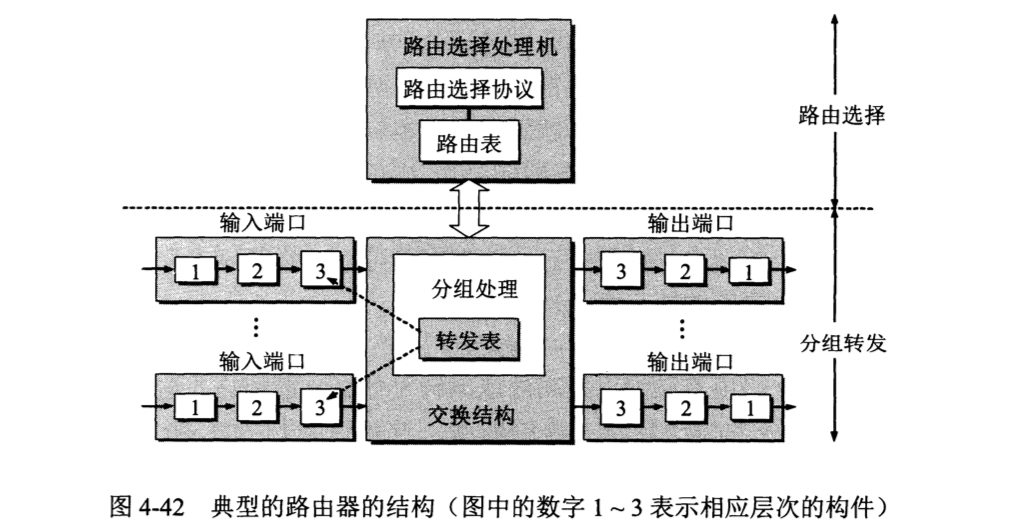 路由选择处理机
路由选择协议
路由表
路由选择
输入端口
输出端口
1 2 3
3 2 1
分组处理
转发表
⋮
⋮
分组转发
输入端口
输出端口
1 2 3
3 2 1
交换结构
图 4-42 典型的路由器的结构（图中的数字 1～3 表示相应层次的构件）